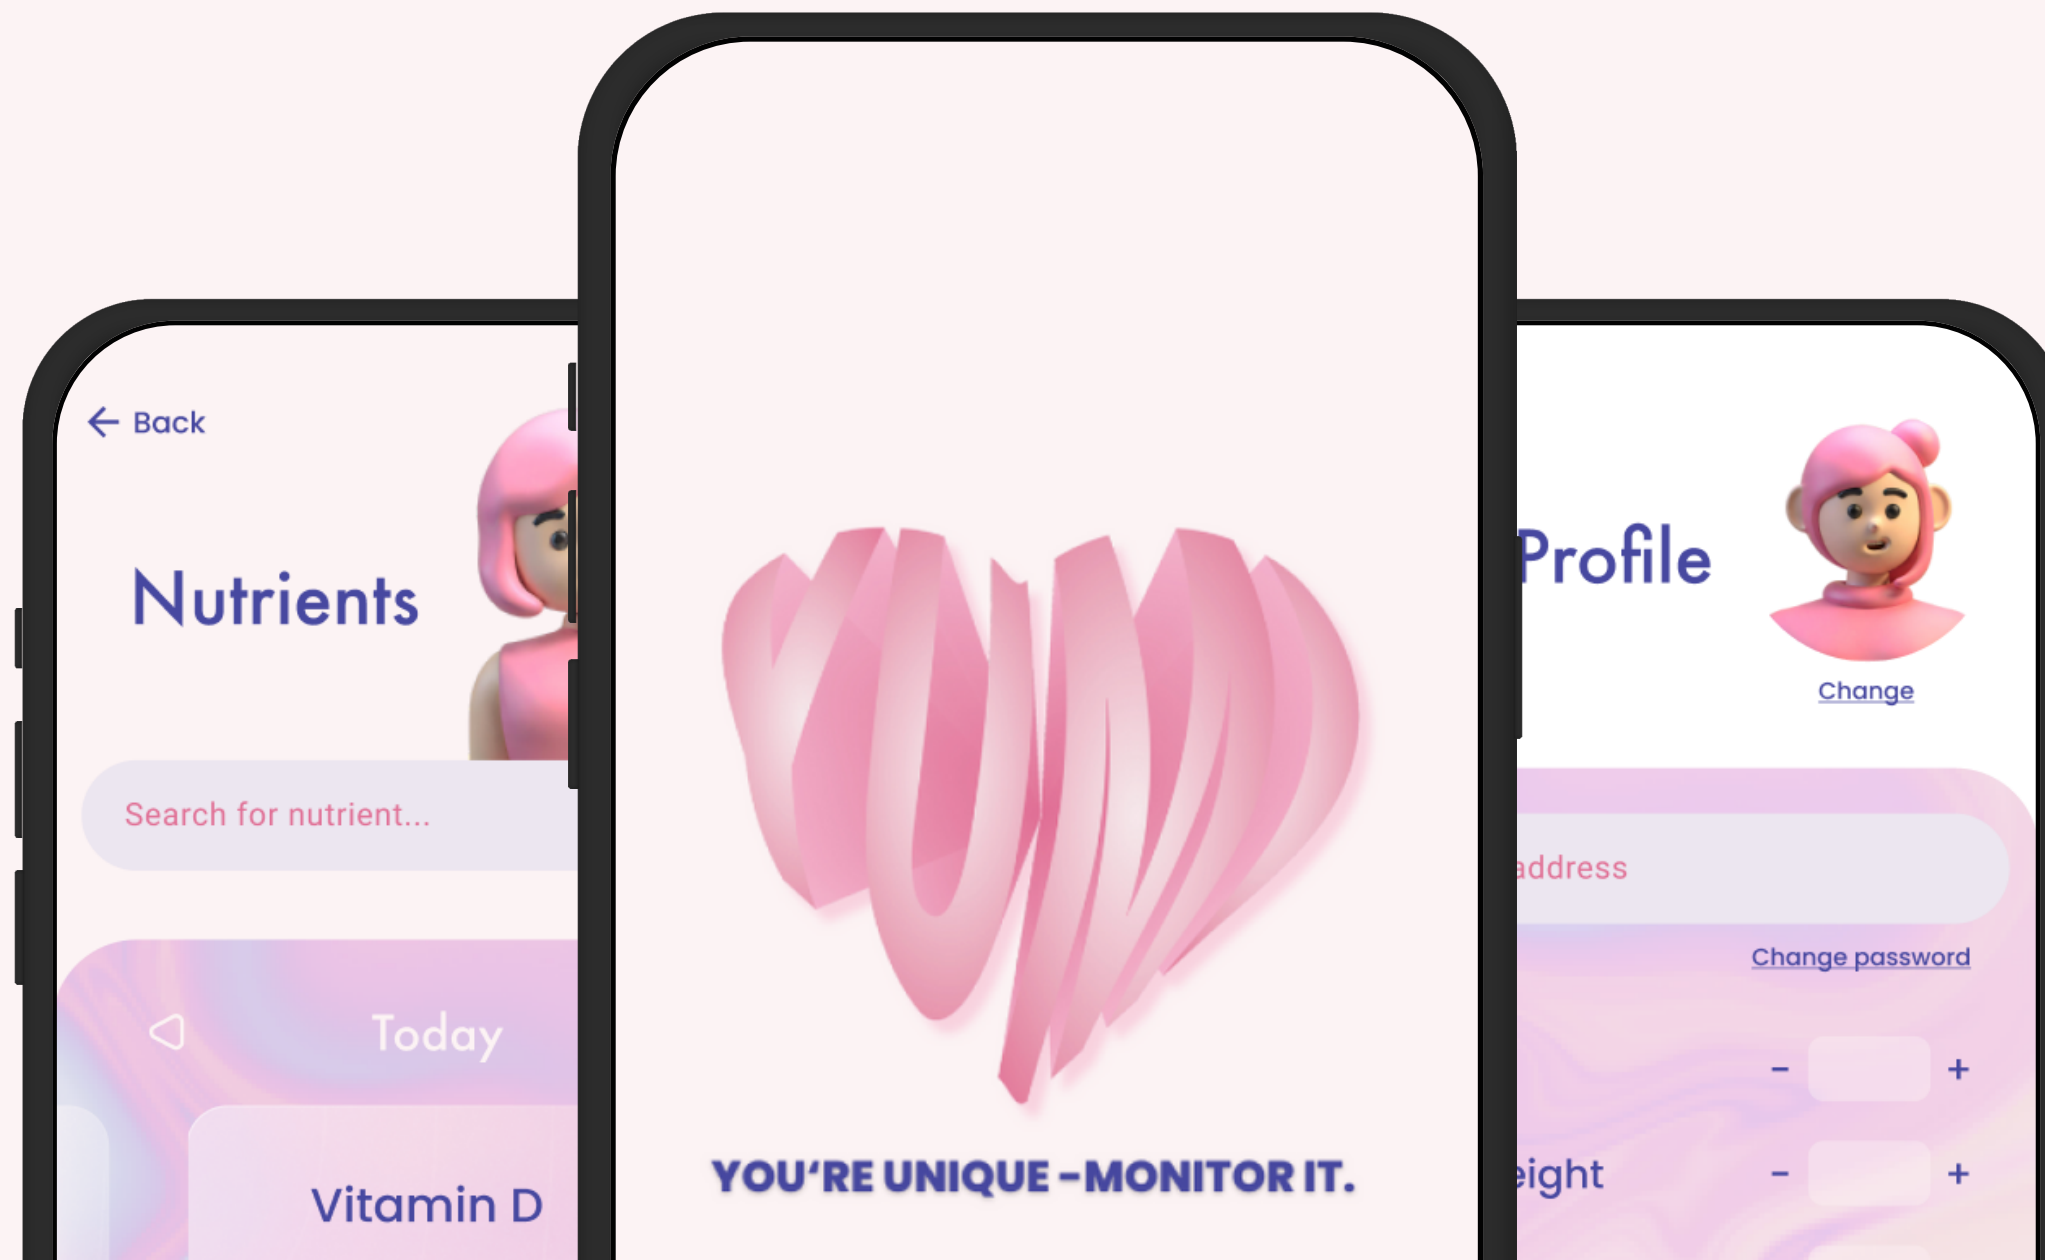 ← Back
Nutrients
Search for nutrient...
Today
Vitamin D
YOU‘RE UNIQUE –MONITOR IT.
Profile
Change
address
Change password
- +
eight - +